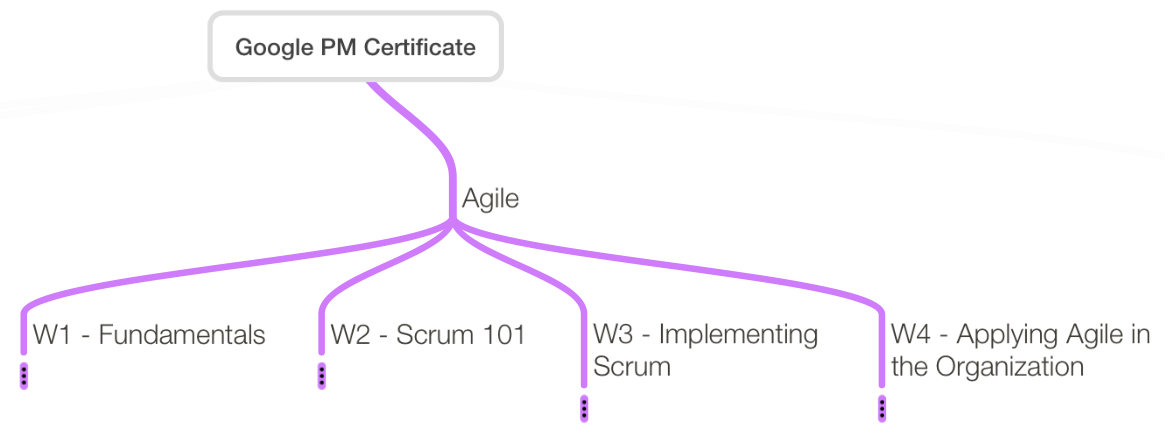 Google PM Certificate
Agile
W1 - Fundamentals
W2 - Scrum 101
W3 - Implementing
Scrum
W4 - Applying Agile in
the Organization